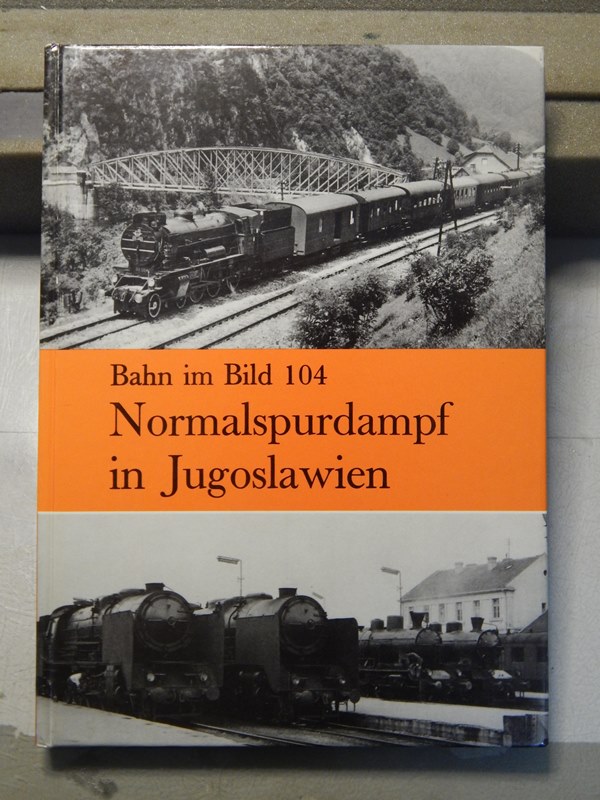 Bahn im Bild 104
Normalspurdampf
in Jugoslawien